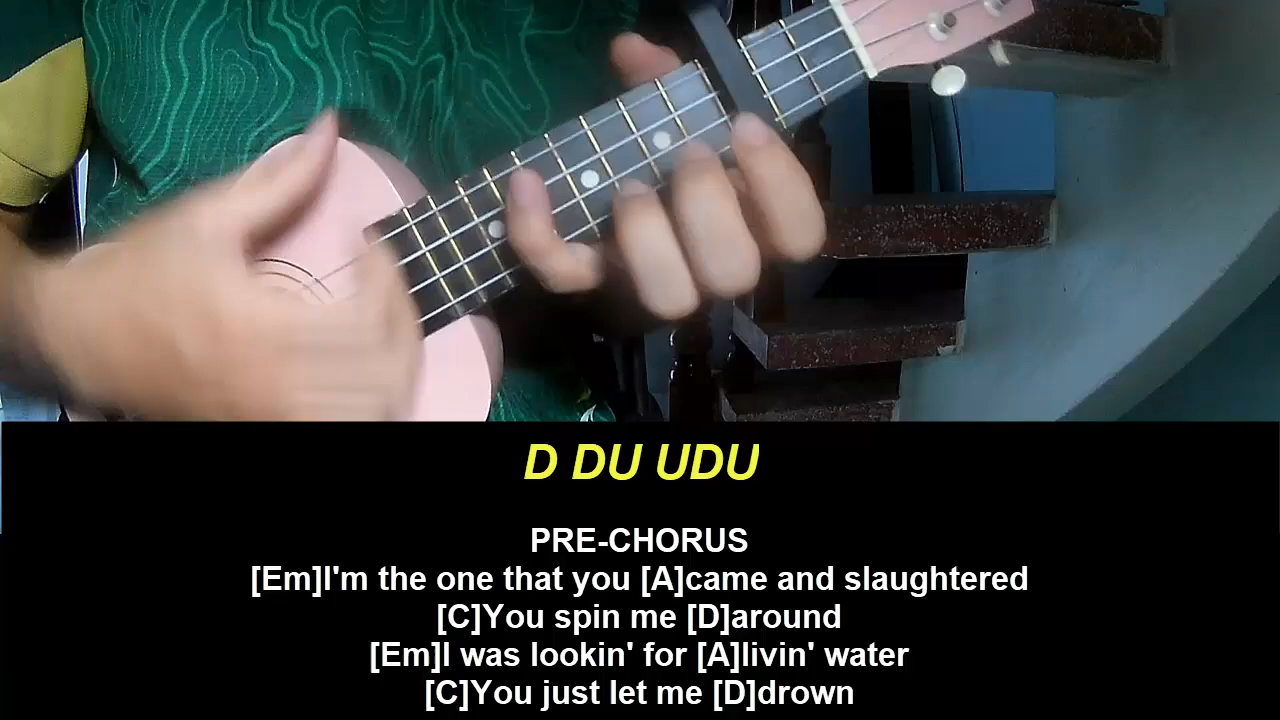 D DU UDU
PRE-CHORUS
[Em]I'm the one that you [A]came and slaughtered
[C]You spin me [D]around
[Em]I was lookin' for [A]livin' water
[C]You just let me [D]drown